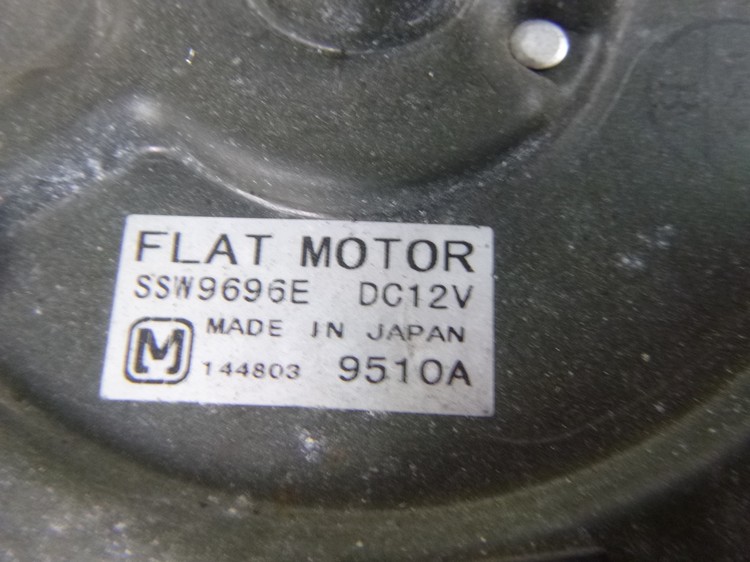 FLAT MOTOR
SSW9696E DC12V
MADE IN JAPAN
M 144803 9510A